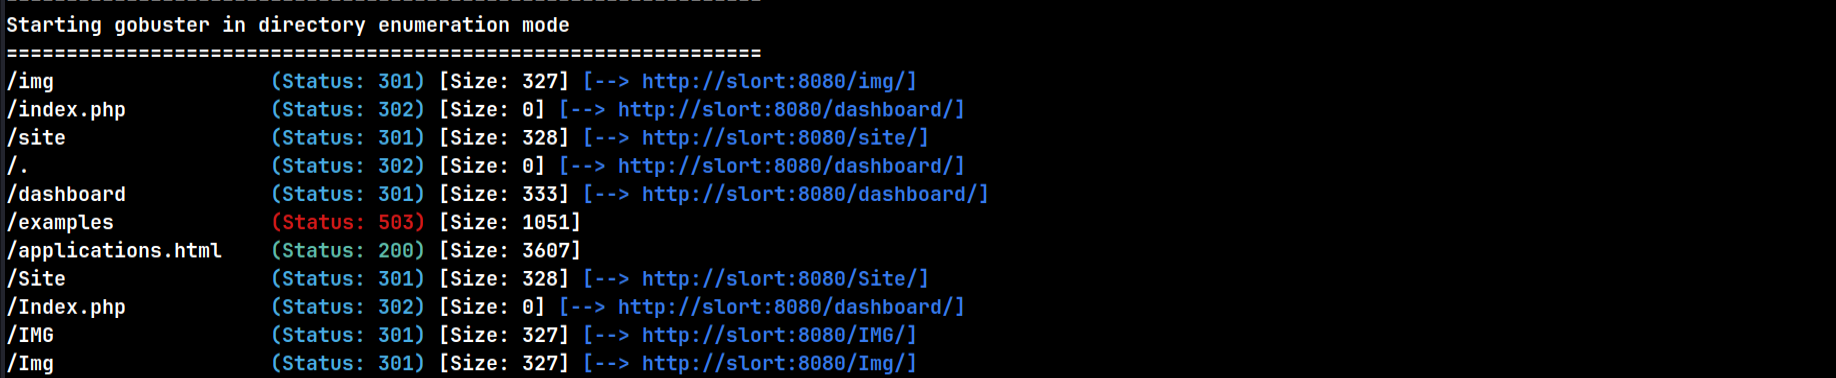 ===============================================================
Starting gobuster in directory enumeration mode
===============================================================
/img                  (Status: 301) [Size: 327] [--> http://slort:8080/img/]
/index.php            (Status: 302) [Size: 0] [--> http://slort:8080/dashboard/]
/site                 (Status: 301) [Size: 328] [--> http://slort:8080/site/]
/.                    (Status: 302) [Size: 0] [--> http://slort:8080/dashboard/]
/dashboard            (Status: 301) [Size: 333] [--> http://slort:8080/dashboard/]
/examples             (Status: 503) [Size: 1051]
/applications.html    (Status: 200) [Size: 3607]
/Site                 (Status: 301) [Size: 328] [--> http://slort:8080/Site/]
/Index.php            (Status: 302) [Size: 0] [--> http://slort:8080/dashboard/]
/IMG                  (Status: 301) [Size: 327] [--> http://slort:8080/IMG/]
/Img                  (Status: 301) [Size: 327] [--> http://slort:8080/Img/]